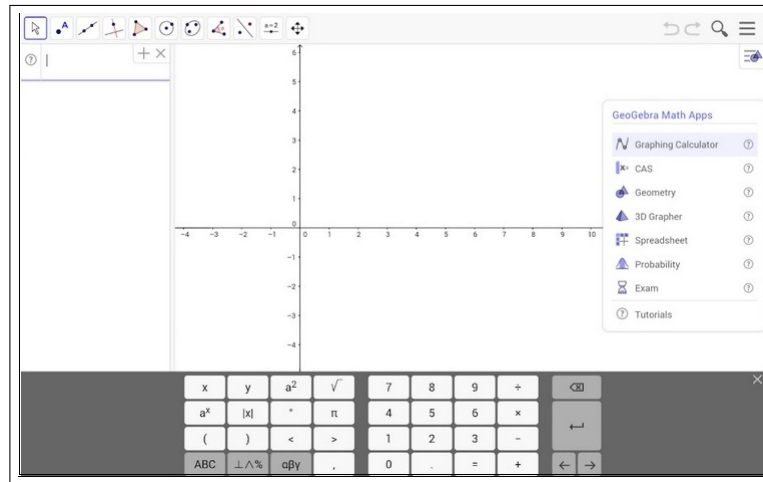 A
a=2
6
5
4
3
2
1
0
-4 -3 -2 -1 0 1 2 3 4 5 6 7 8 9 10
-1
-2
-3
-4
GeoGebra Math Apps
Graphing Calculator ?
x= CAS ?
Geometry ?
3D Grapher ?
Spreadsheet ?
Probability ?
Exam ?
? Tutorials
x y a² √ 7 8 9 ÷
aˣ |x| ° π 4 5 6 ×
( ) < > 1 2 3 −
ABC ⊥∧% αβγ , 0 . = + ← →